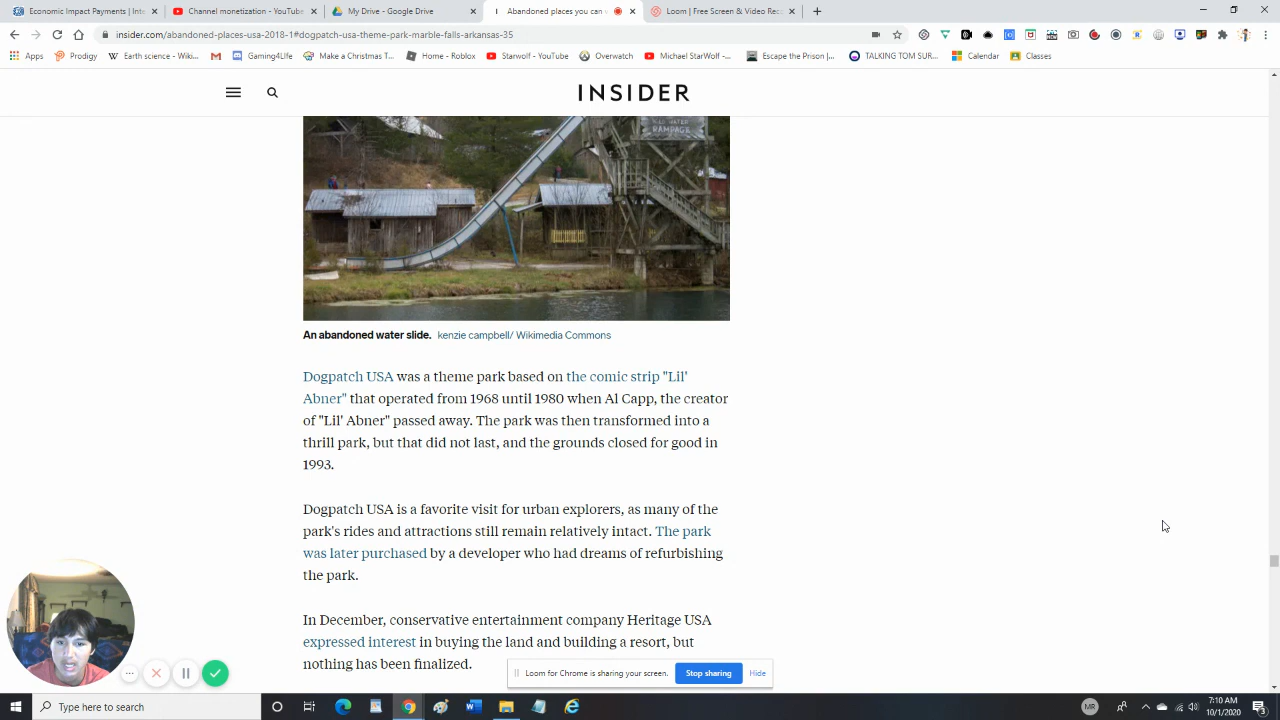 Economic Impact Payments | Int
Channel monetization - YouTube
My Drive - Google Drive
Abandoned places you can v
Loom | Free Screen & Video Rec
insider.com/abandoned-places-usa-2018-1#dogpatch-usa-theme-park-marble-falls-arkansas-35
Apps
Prodigy
Earth science - Wiki...
Gaming4Life
Make a Christmas T...
Home - Roblox
Starwolf - YouTube
Overwatch
Michael StarWolf -...
Escape the Prison |...
TALKING TOM SUR...
Calendar
Classes
INSIDER
RAMPAGE
An abandoned water slide. kenzie campbell/ Wikimedia Commons
Dogpatch USA was a theme park based on the comic strip "Lil'
Abner" that operated from 1968 until 1980 when Al Capp, the creator
of "Lil' Abner" passed away. The park was then transformed into a
thrill park, but that did not last, and the grounds closed for good in
1993.
Dogpatch USA is a favorite visit for urban explorers, as many of the
park's rides and attractions still remain relatively intact. The park
was later purchased by a developer who had dreams of refurbishing
the park.
In December, conservative entertainment company Heritage USA
expressed interest in buying the land and building a resort, but
nothing has been finalized.
Loom for Chrome is sharing your screen.
Stop sharing
Hide
Type here to search
MR
7:10 AM
10/1/2020